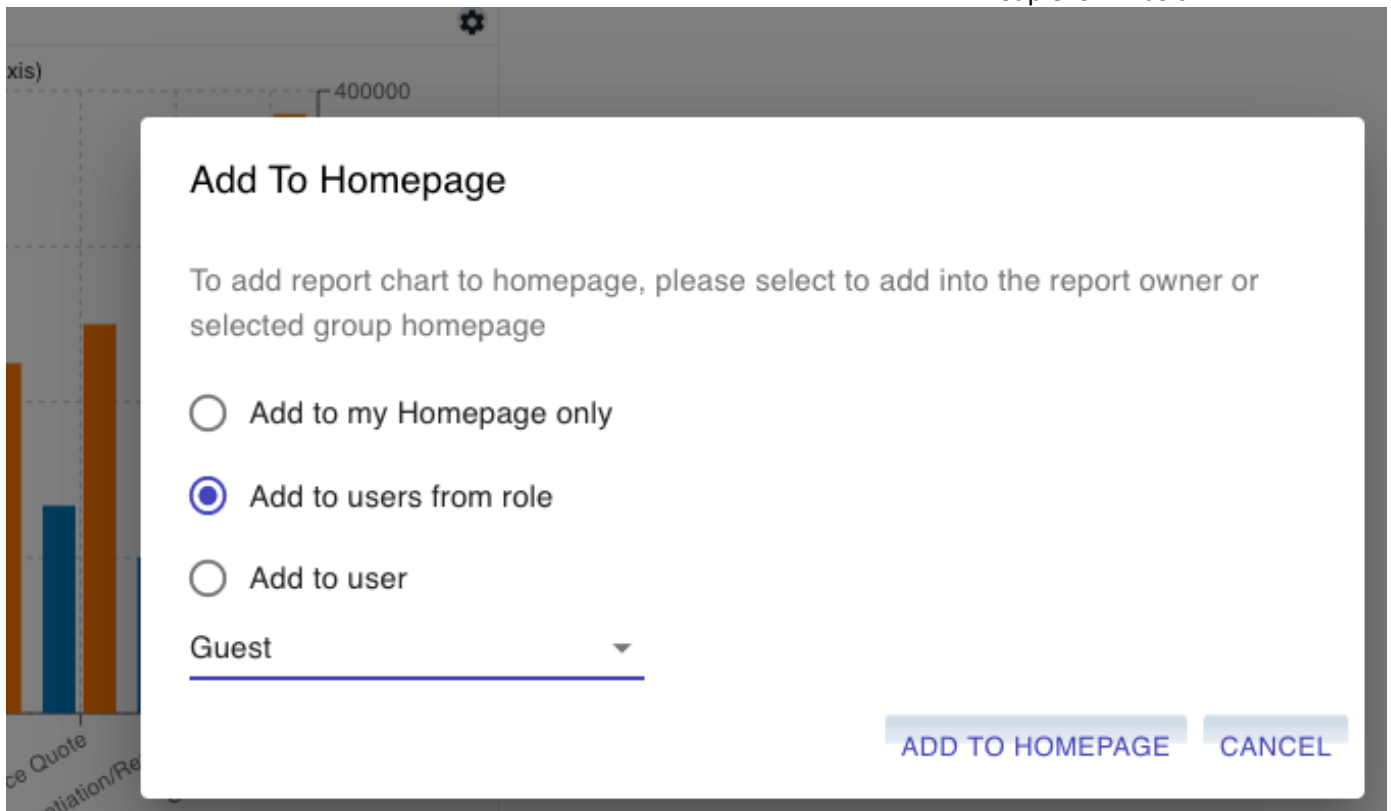 xis)
400000
Add To Homepage
To add report chart to homepage, please select to add into the report owner or
selected group homepage
Add to my Homepage only
Add to users from role
Add to user
Guest
ADD TO HOMEPAGE
CANCEL
ce Quote
otiation/Re